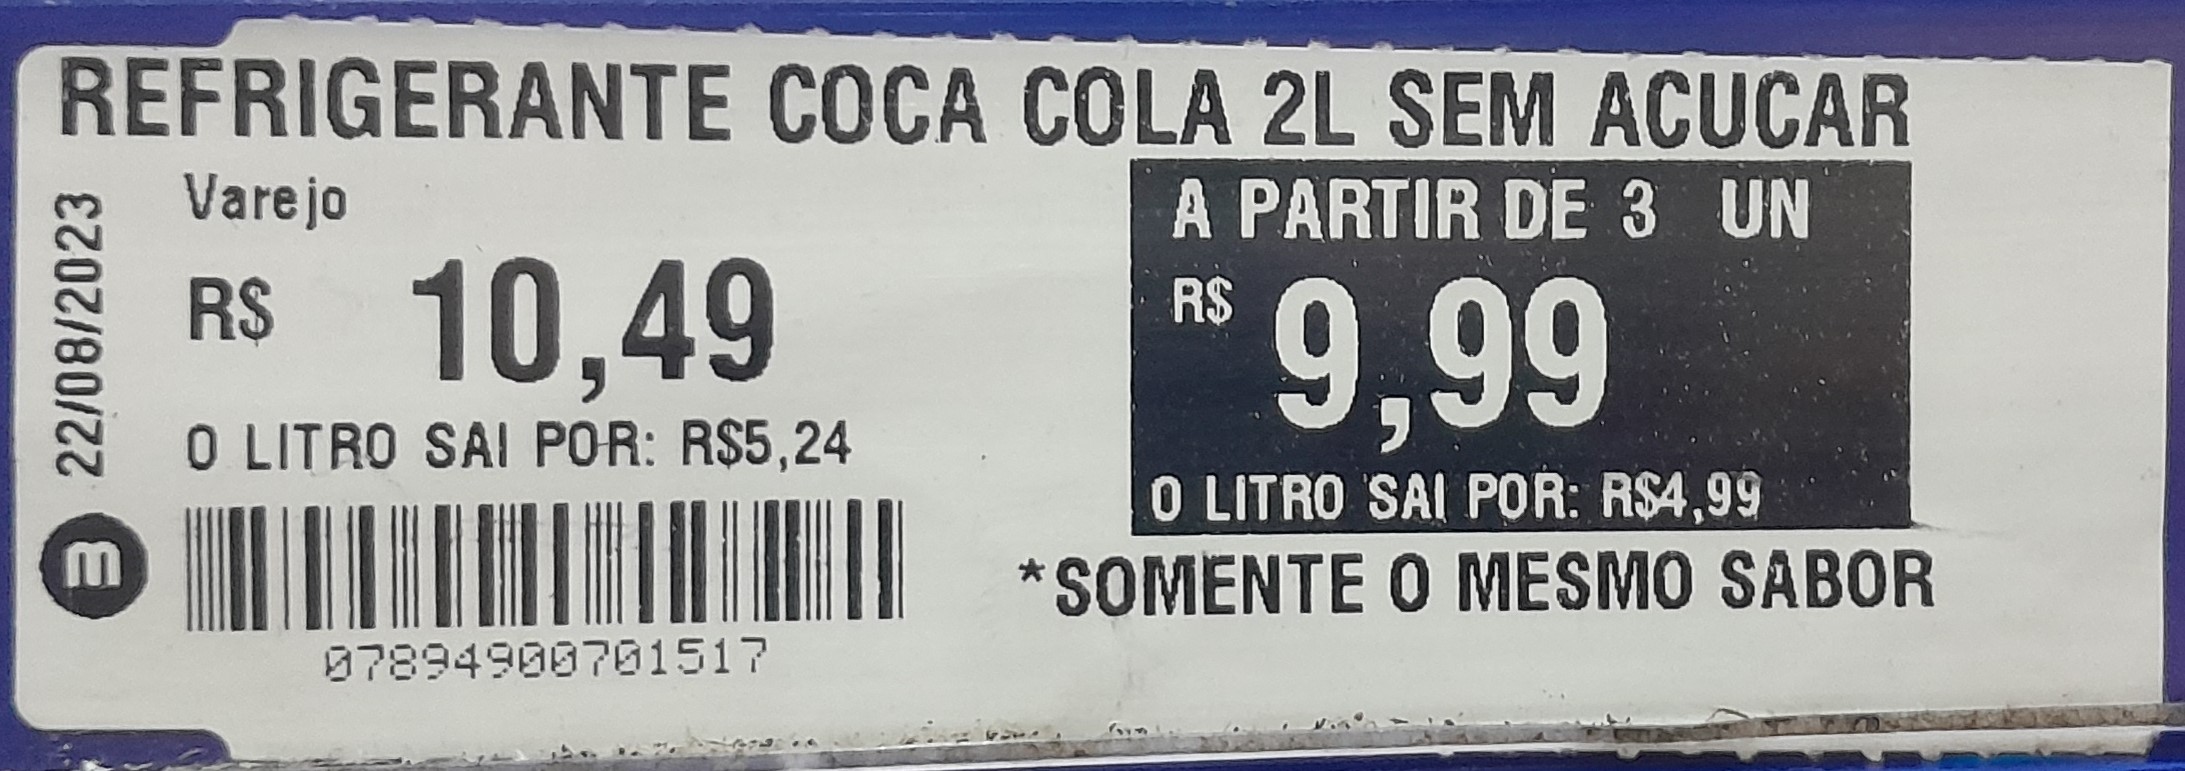 REFRIGERANTE COCA COLA 2L SEM ACUCAR
22/08/2023
Varejo
R$ 10,49
O LITRO SAI POR: R$5,24
07894900701517
A PARTIR DE 3 UN
R$ 9,99
O LITRO SAI POR: R$4,99
*SOMENTE O MESMO SABOR